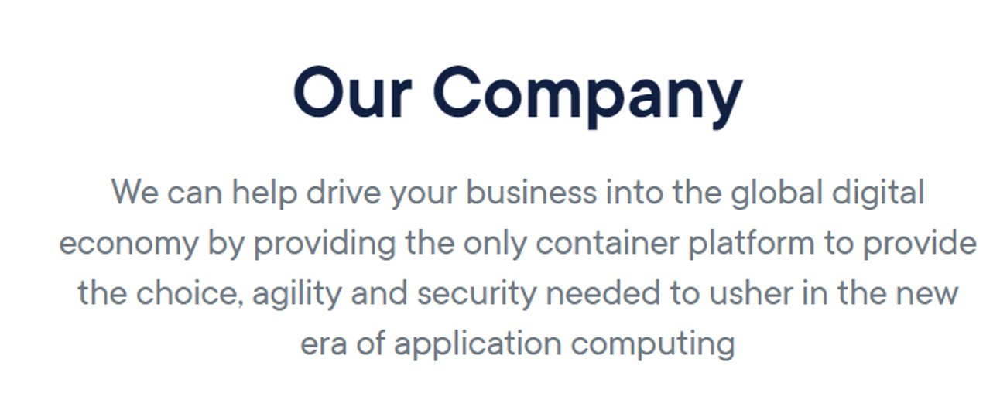 Our Company
We can help drive your business into the global digital
economy by providing the only container platform to provide
the choice, agility and security needed to usher in the new
era of application computing